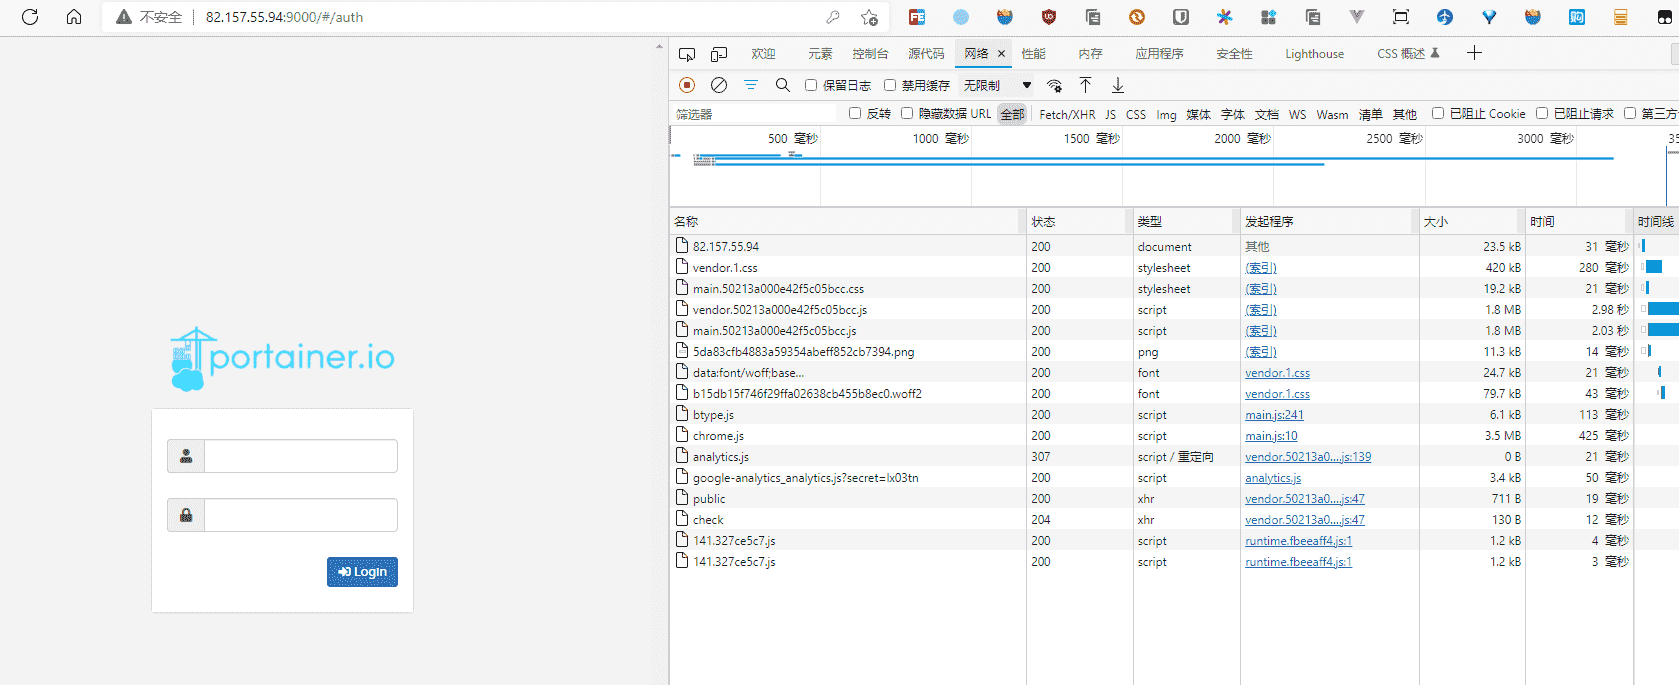 不安全 82.157.55.94:9000/#/auth
欢迎 元素 控制台 源代码 网络 性能 内存 应用程序 安全性 Lighthouse CSS 概述
保留日志 禁用缓存 无限制
筛选器 反转 隐藏数据 URL 全部 Fetch/XHR JS CSS Img 媒体 字体 文档 WS Wasm 清单 其他 已阻止 Cookie 已阻止请求 第三方
500 毫秒 1000 毫秒 1500 毫秒 2000 毫秒 2500 毫秒 3000 毫秒 35
名称 状态 类型 发起程序 大小 时间 时间线
82.157.55.94 200 document 其他 23.5 kB 31 毫秒
vendor.1.css 200 stylesheet (索引) 420 kB 280 毫秒
main.50213a000e42f5c05bcc.css 200 stylesheet (索引) 19.2 kB 21 毫秒
vendor.50213a000e42f5c05bcc.js 200 script (索引) 1.8 MB 2.98 秒
main.50213a000e42f5c05bcc.js 200 script (索引) 1.8 MB 2.03 秒
5da83cfb4883a59354abeff852cb7394.png 200 png (索引) 11.3 kB 14 毫秒
data:font/woff;base... 200 font vendor.1.css 24.7 kB 21 毫秒
b15db15f746f29ffa02638cb455b8ec0.woff2 200 font vendor.1.css 79.7 kB 43 毫秒
btype.js 200 script main.js:241 6.1 kB 113 毫秒
chrome.js 200 script main.js:10 3.5 MB 425 毫秒
analytics.js 307 script / 重定向 vendor.50213a0....js:139 0 B 21 毫秒
google-analytics_analytics.js?secret=lx03tn 200 script analytics.js 3.4 kB 50 毫秒
public 200 xhr vendor.50213a0....js:47 711 B 19 毫秒
check 204 xhr vendor.50213a0....js:47 130 B 12 毫秒
141.327ce5c7.js 200 script runtime.fbeeaff4.js:1 1.2 kB 4 毫秒
141.327ce5c7.js 200 script runtime.fbeeaff4.js:1 1.2 kB 3 毫秒
portainer.io
Login